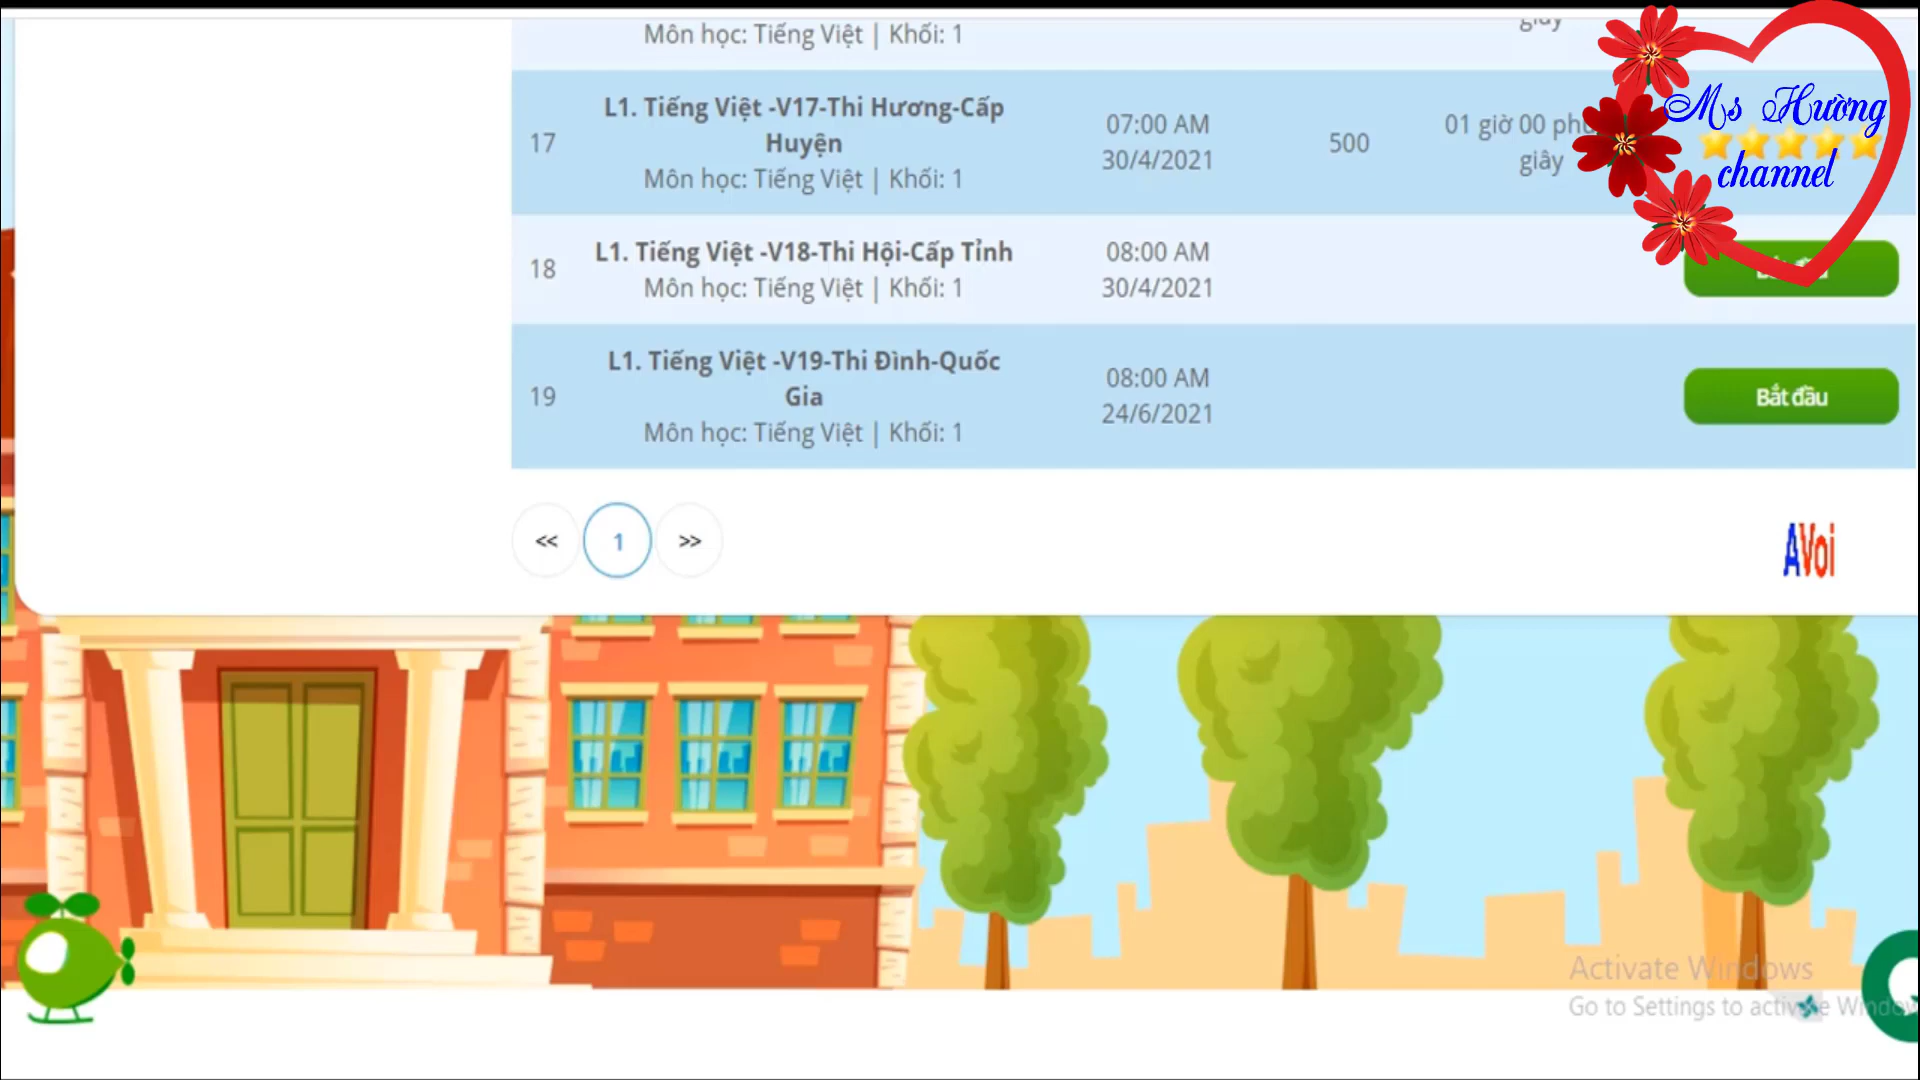 Môn học: Tiếng Việt | Khối: 1
giây
17
L1. Tiếng Việt -V17-Thi Hương-Cấp
Huyện
Môn học: Tiếng Việt | Khối: 1
07:00 AM
30/4/2021
500
01 giờ 00
giây
Ms Hường
channel
18
L1. Tiếng Việt -V18-Thi Hội-Cấp Tỉnh
Môn học: Tiếng Việt | Khối: 1
08:00 AM
30/4/2021
19
L1. Tiếng Việt -V19-Thi Đình-Quốc
Gia
Môn học: Tiếng Việt | Khối: 1
08:00 AM
24/6/2021
Bắt đầu
<< 1 >>
AVoi
Activate Windows
Go to Settings to activate Windows